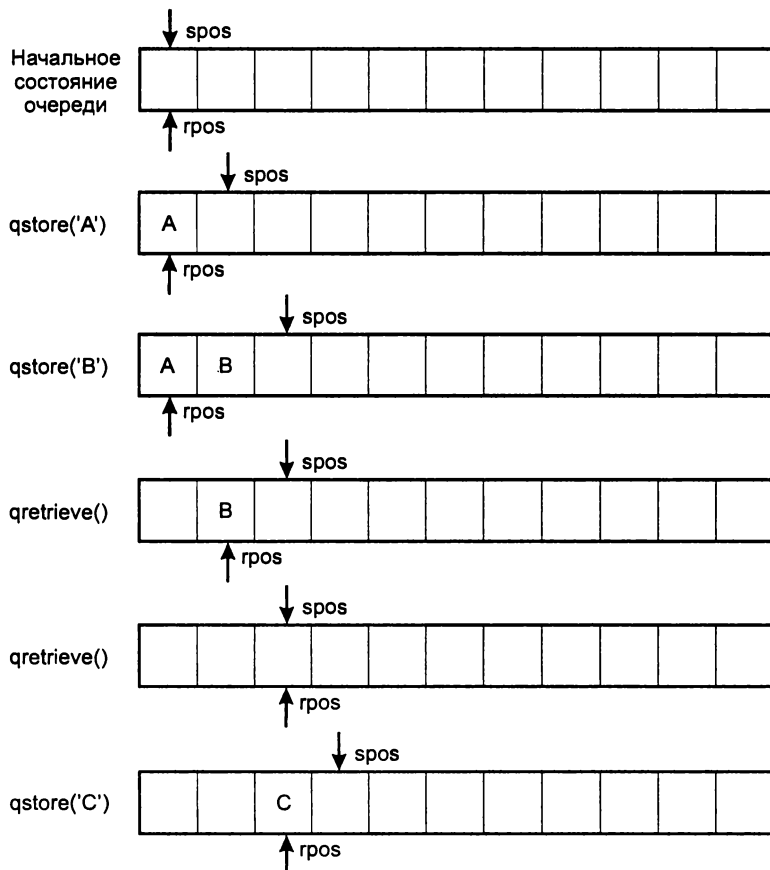 spos
Начальное
состояние
очереди
rpos
spos
qstore('A')
A
rpos
spos
qstore('B')
A B
rpos
spos
qretrieve()
B
rpos
spos
qretrieve()
rpos
spos
qstore('C')
C
rpos